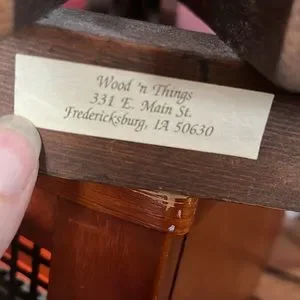 Wood 'n Things
331 E. Main St.
Fredericksburg, IA 50630